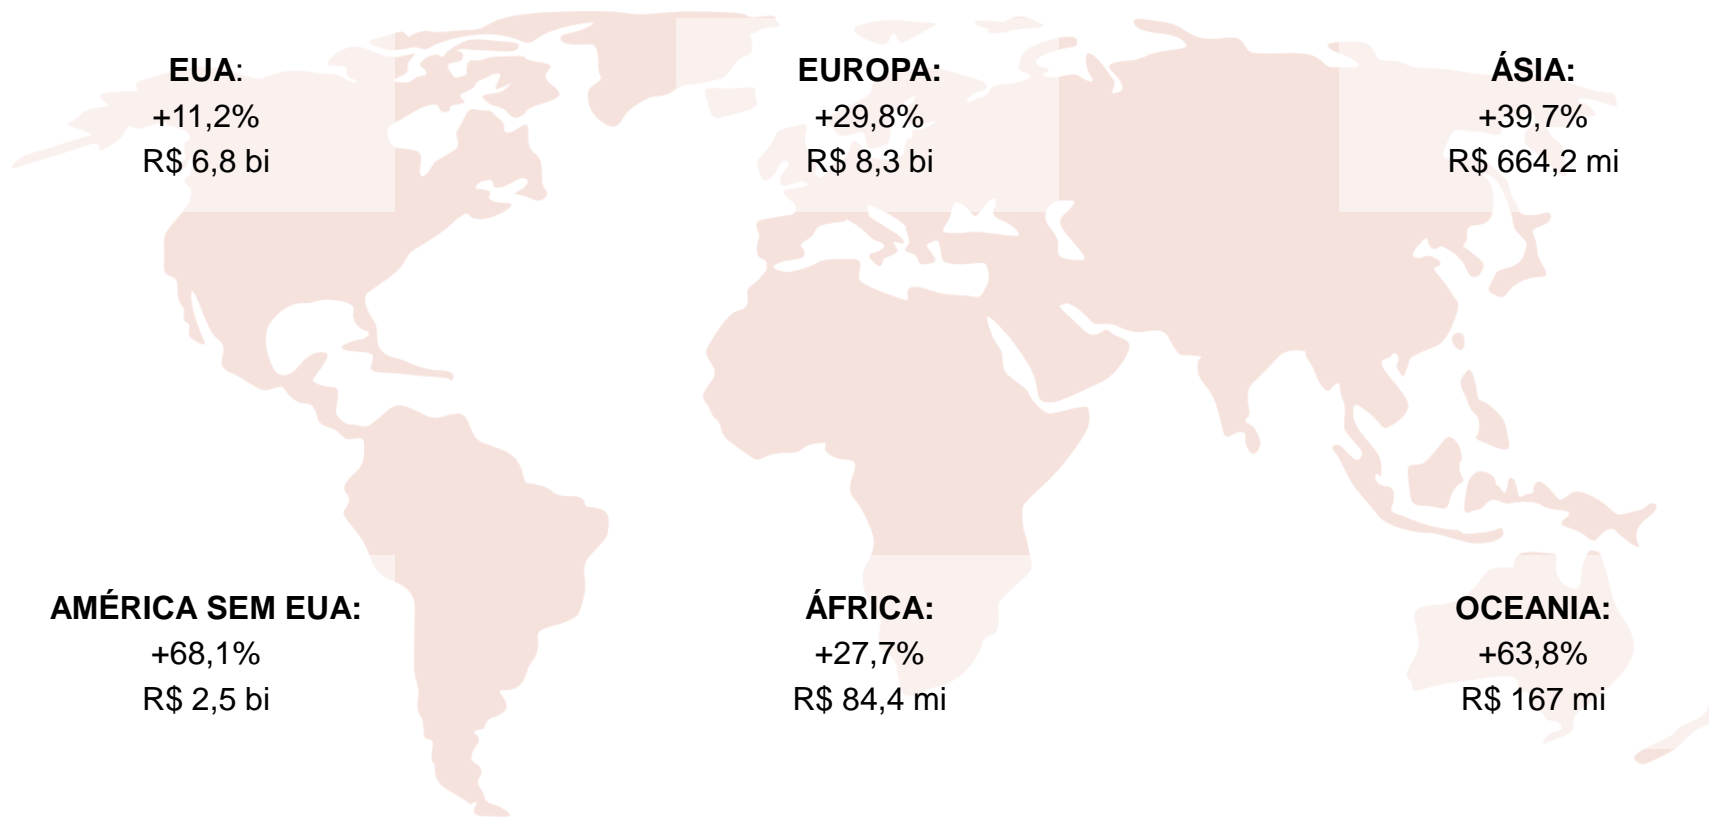 EUA:
+11,2%
R$ 6,8 bi
EUROPA:
+29,8%
R$ 8,3 bi
ÁSIA:
+39,7%
R$ 664,2 mi
AMÉRICA SEM EUA:
+68,1%
R$ 2,5 bi
ÁFRICA:
+27,7%
R$ 84,4 mi
OCEANIA:
+63,8%
R$ 167 mi